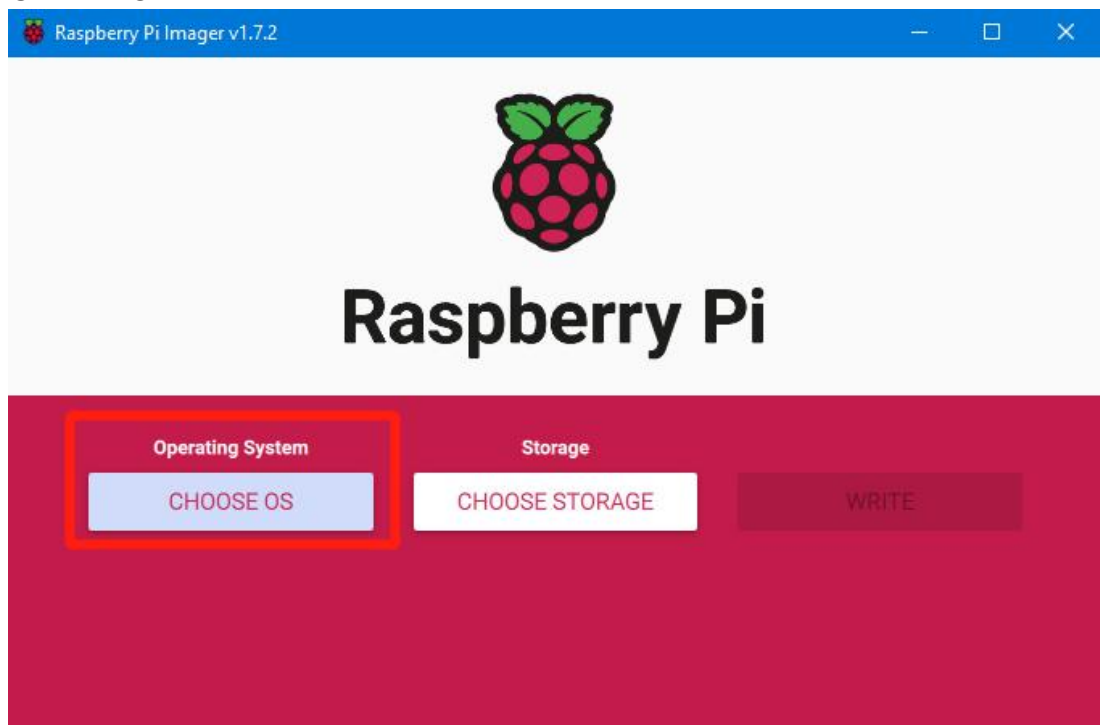 Raspberry Pi Imager v1.7.2
Raspberry Pi
Operating System
Storage
CHOOSE OS
CHOOSE STORAGE
WRITE